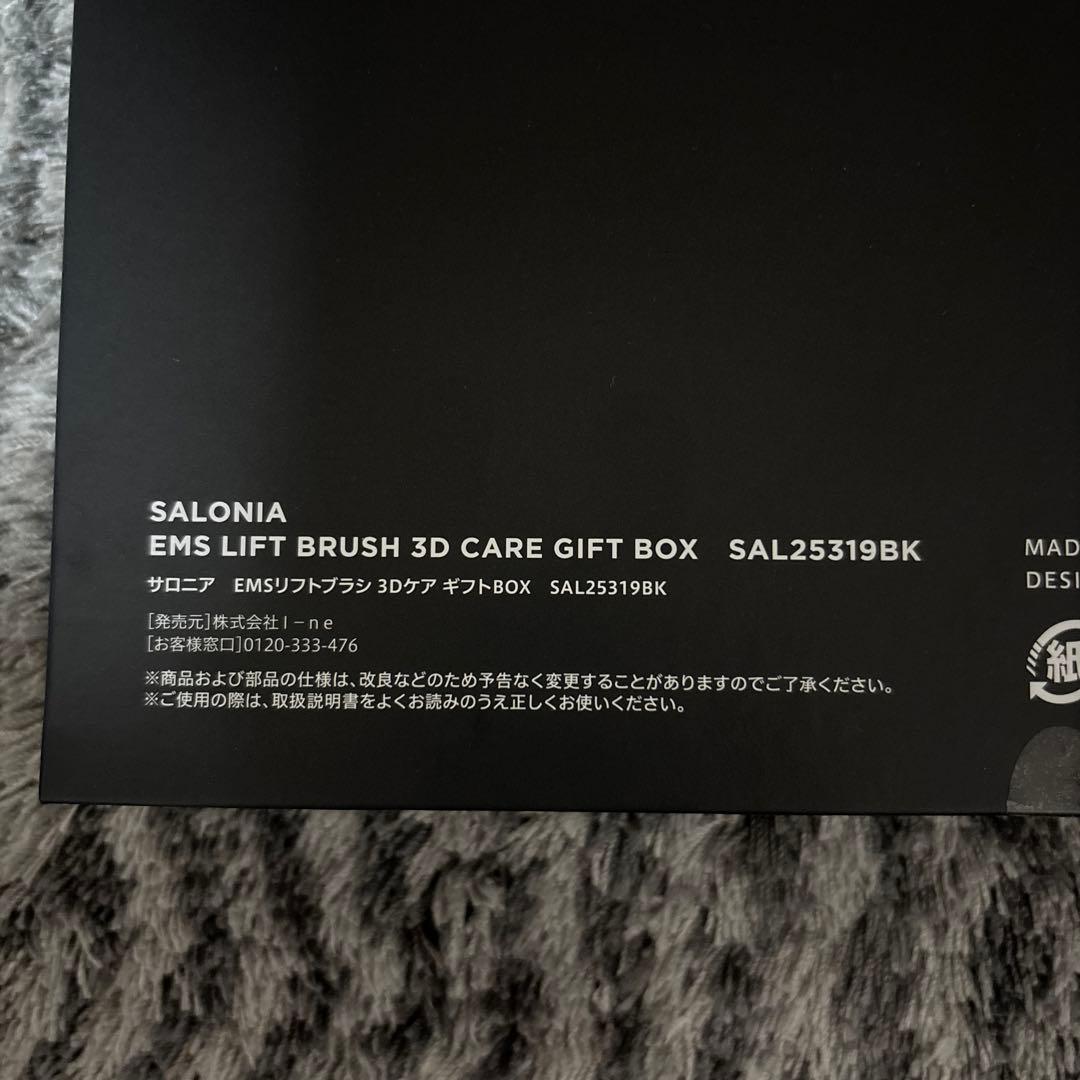 SALONIA
EMS LIFT BRUSH 3D CARE GIFT BOX SAL25319BK
サロニア EMSリフトブラシ 3Dケア ギフトBOX SAL25319BK
[発売元]株式会社I-ne
[お客様窓口]0120-333-476
※商品および部品の仕様は、改良などのため予告なく変更することがありますのでご了承ください。
※ご使用の際は、取扱説明書をよくお読みのうえ正しくお使いください。
MAD
DESI
紙